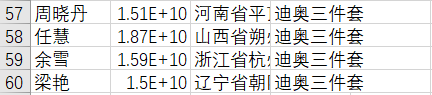 57 周晓丹 1.51E+10 河南省平 迪奥三件套
58 任慧 1.87E+10 山西省朔 迪奥三件套
59 余雪 1.59E+10 浙江省杭 迪奥三件套
60 梁艳 1.5E+10 辽宁省朝 迪奥三件套